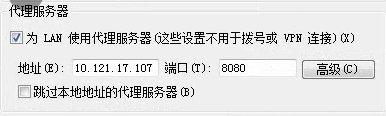 代理服务器
为 LAN 使用代理服务器(这些设置不用于拨号或 VPN 连接)(X)
地址(E): 10.121.17.107 端口(T): 8080 高级(C)
跳过本地地址的代理服务器(B)